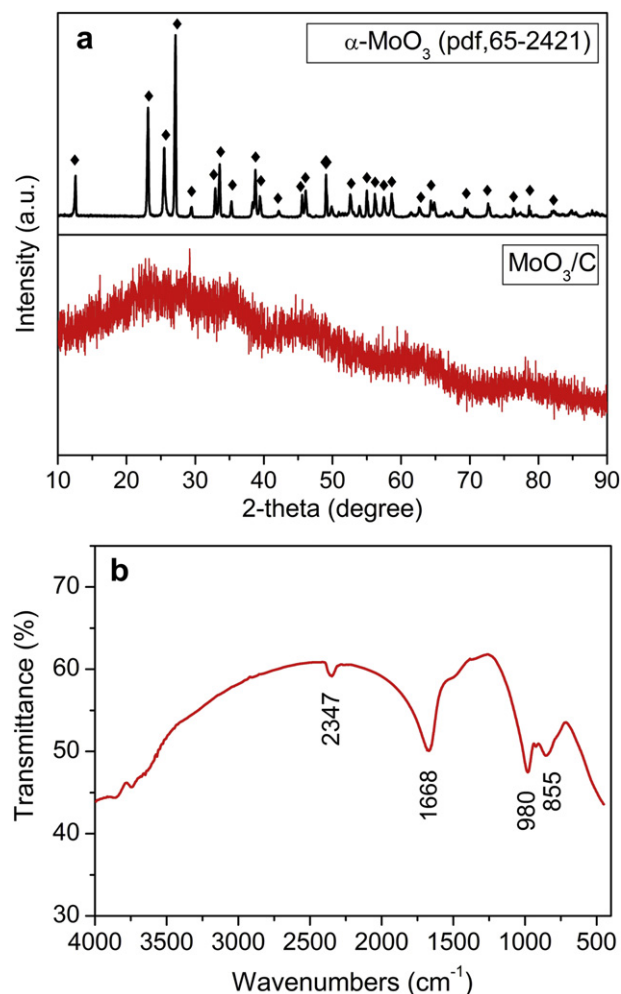 a
α-MoO₃ (pdf,65-2421)
MoO₃/C
Intensity (a.u.)
10 20 30 40 50 60 70 80 90
2-theta (degree)
b
70
60
50
40
30
Transmittance (%)
2347
1668
980
855
4000 3500 3000 2500 2000 1500 1000 500
Wavenumbers (cm⁻¹)